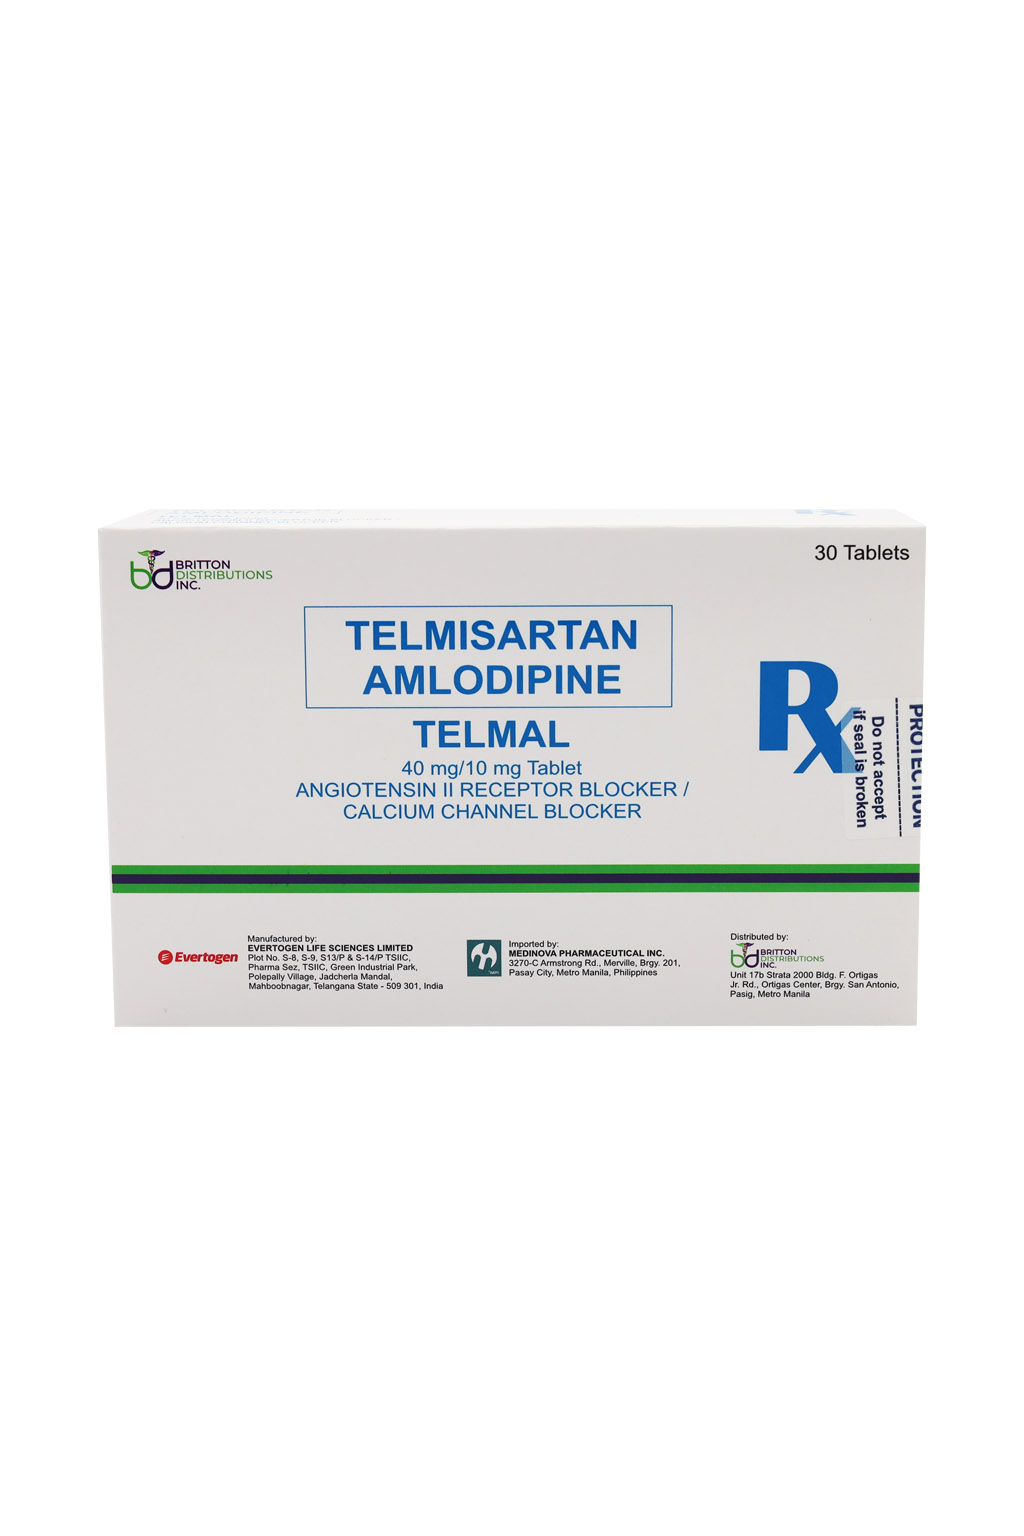 BRITTON
DISTRIBUTIONS
INC.
30 Tablets
TELMISARTAN
AMLODIPINE
TELMAL
40 mg/10 mg Tablet
ANGIOTENSIN II RECEPTOR BLOCKER /
CALCIUM CHANNEL BLOCKER
Rx
PROTECTION
Do not accept
if seal is broken
Evertogen
Manufactured by:
EVERTOGEN LIFE SCIENCES LIMITED
Plot No. S-8, S-9, S13/P & S-14/P TSIIC,
Pharma Sez, TSIIC, Green Industrial Park,
Polepally Village, Jadcherla Mandal,
Mahboobnagar, Telangana State - 509 301, India
Imported by:
MEDINOVA PHARMACEUTICAL INC.
3270-C Armstrong Rd., Merville, Brgy. 201,
Pasay City, Metro Manila, Philippines
Distributed by:
BRITTON
DISTRIBUTIONS
INC.
Unit 17b Strata 2000 Bldg. F. Ortigas
Jr. Rd., Ortigas Center, Brgy. San Antonio,
Pasig, Metro Manila